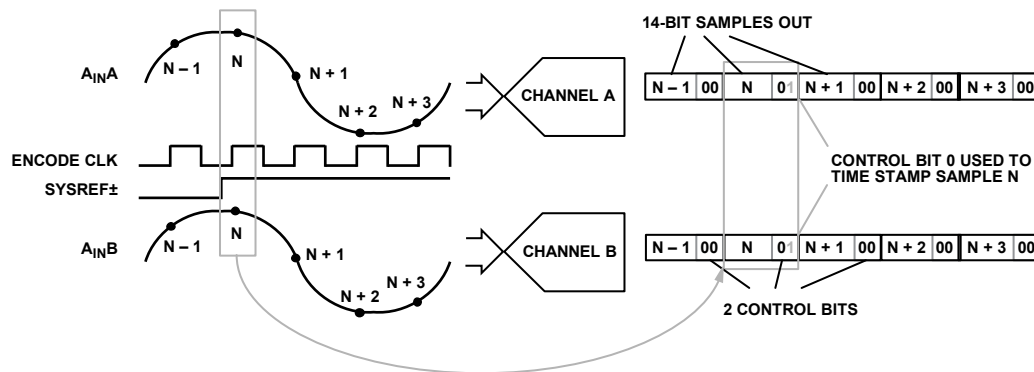 14-BIT SAMPLES OUT
A_INA
N – 1
N
N + 1
N + 2
N + 3
CHANNEL A
N – 1 00 N 01 N + 1 00 N + 2 00 N + 3 00
ENCODE CLK
SYSREF±
CONTROL BIT 0 USED TO
TIME STAMP SAMPLE N
A_INB
N – 1
N
N + 1
N + 2
N + 3
CHANNEL B
N – 1 00 N 01 N + 1 00 N + 2 00 N + 3 00
2 CONTROL BITS